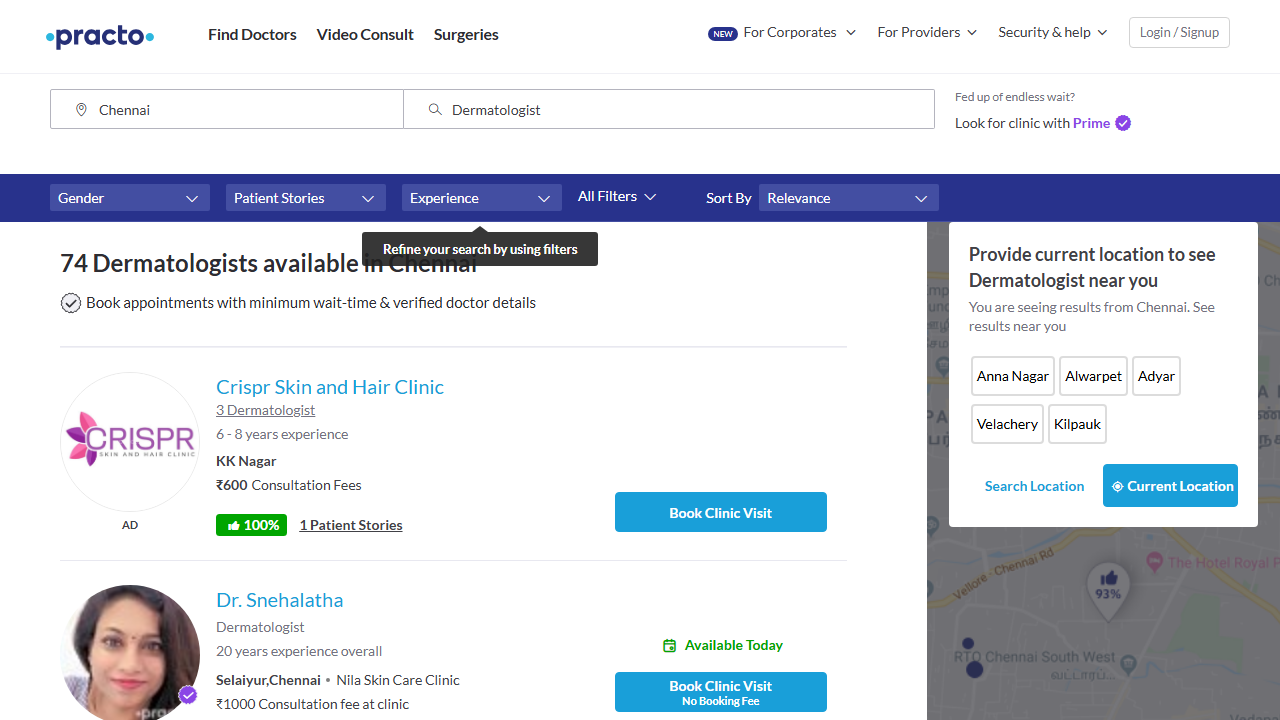 practo
Find Doctors
Video Consult
Surgeries
NEW For Corporates
For Providers
Security & help
Login / Signup
Chennai
Dermatologist
Fed up of endless wait?
Look for clinic with Prime
Gender
Patient Stories
Experience
All Filters
Sort By
Relevance
Refine your search by using filters
74 Dermatologists available in Chennai
Book appointments with minimum wait-time & verified doctor details
CRISPR
SKIN AND HAIR CLINIC
AD
Crispr Skin and Hair Clinic
3 Dermatologist
6 - 8 years experience
KK Nagar
₹600 Consultation Fees
100%
1 Patient Stories
Book Clinic Visit
Dr. Snehalatha
Dermatologist
20 years experience overall
Selaiyur,Chennai • Nila Skin Care Clinic
₹1000 Consultation fee at clinic
Available Today
Book Clinic Visit
No Booking Fee
Provide current location to see
Dermatologist near you
You are seeing results from Chennai. See
results near you
Anna Nagar
Alwarpet
Adyar
Velachery
Kilpauk
Search Location
Current Location
Vellore - Chennai Rd
The Hotel Royal P
93%
RTO Chennai South West